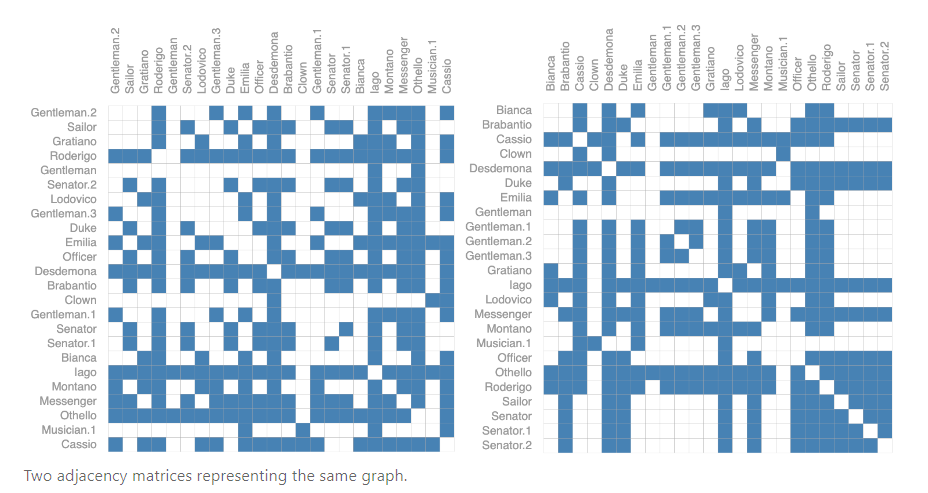 Gentleman.2
Sailor
Gratiano
Roderigo
Gentleman
Senator.2
Lodovico
Gentleman.3
Duke
Emilia
Officer
Desdemona
Brabantio
Clown
Gentleman.1
Senator
Senator.1
Bianca
Iago
Montano
Messenger
Othello
Musician.1
Cassio
Gentleman.2
Sailor
Gratiano
Roderigo
Gentleman
Senator.2
Lodovico
Gentleman.3
Duke
Emilia
Officer
Desdemona
Brabantio
Clown
Gentleman.1
Senator
Senator.1
Bianca
Iago
Montano
Messenger
Othello
Musician.1
Cassio
Bianca
Brabantio
Cassio
Clown
Desdemona
Duke
Emilia
Gentleman
Gentleman.1
Gentleman.2
Gentleman.3
Gratiano
Iago
Lodovico
Messenger
Montano
Musician.1
Officer
Othello
Roderigo
Sailor
Senator
Senator.1
Senator.2
Bianca
Brabantio
Cassio
Clown
Desdemona
Duke
Emilia
Gentleman
Gentleman.1
Gentleman.2
Gentleman.3
Gratiano
Iago
Lodovico
Messenger
Montano
Musician.1
Officer
Othello
Roderigo
Sailor
Senator
Senator.1
Senator.2
Two adjacency matrices representing the same graph.